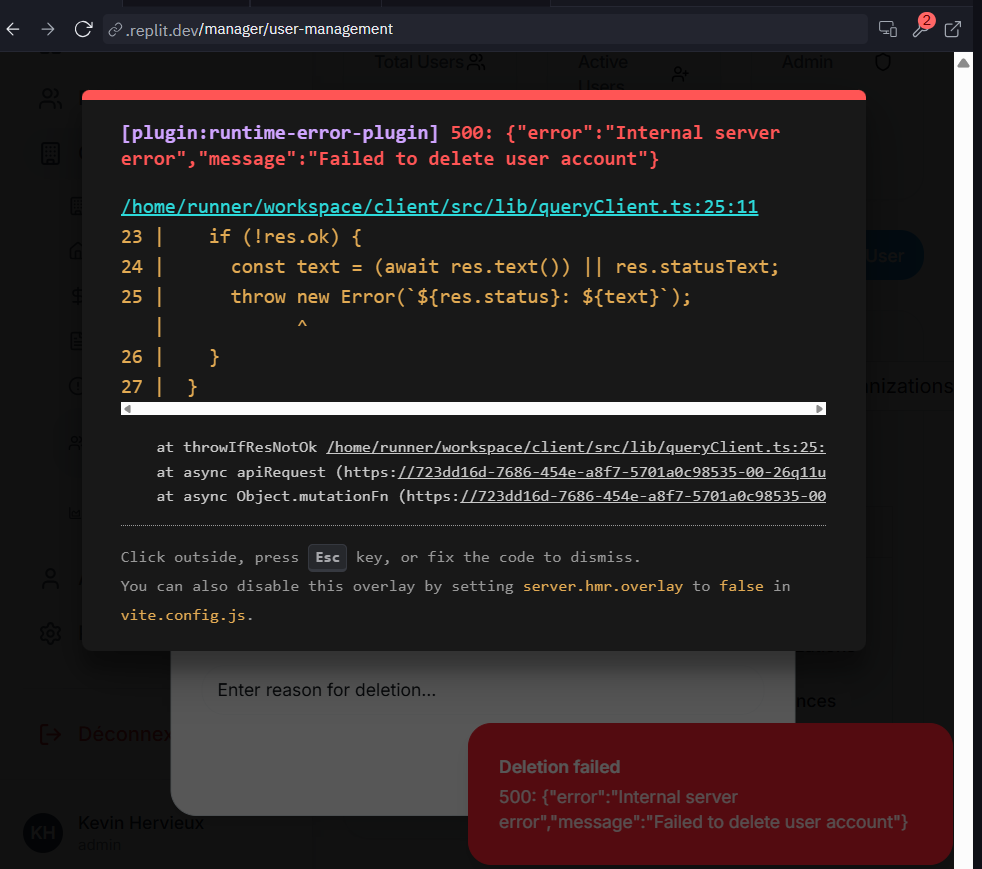 .replit.dev/manager/user-management
2
Total Users
Active
Users
Admin
[plugin:runtime-error-plugin] 500: {"error":"Internal server
error","message":"Failed to delete user account"}
/home/runner/workspace/client/src/lib/queryClient.ts:25:11
23 |    if (!res.ok) {
24 |      const text = (await res.text()) || res.statusText;
25 |      throw new Error(`${res.status}: ${text}`);
   |            ^
26 |    }
27 |  }
User
nizations
at throwIfResNotOk /home/runner/workspace/client/src/lib/queryClient.ts:25:
at async apiRequest (https://723dd16d-7686-454e-a8f7-5701a0c98535-00-26q11u
at async Object.mutationFn (https://723dd16d-7686-454e-a8f7-5701a0c98535-00
Click outside, press Esc key, or fix the code to dismiss.
You can also disable this overlay by setting server.hmr.overlay to false in
vite.config.js.
Enter reason for deletion...
nces
Déconnex
Deletion failed
500: {"error":"Internal server
error","message":"Failed to delete user account"}
KH
Kevin Hervieux
admin